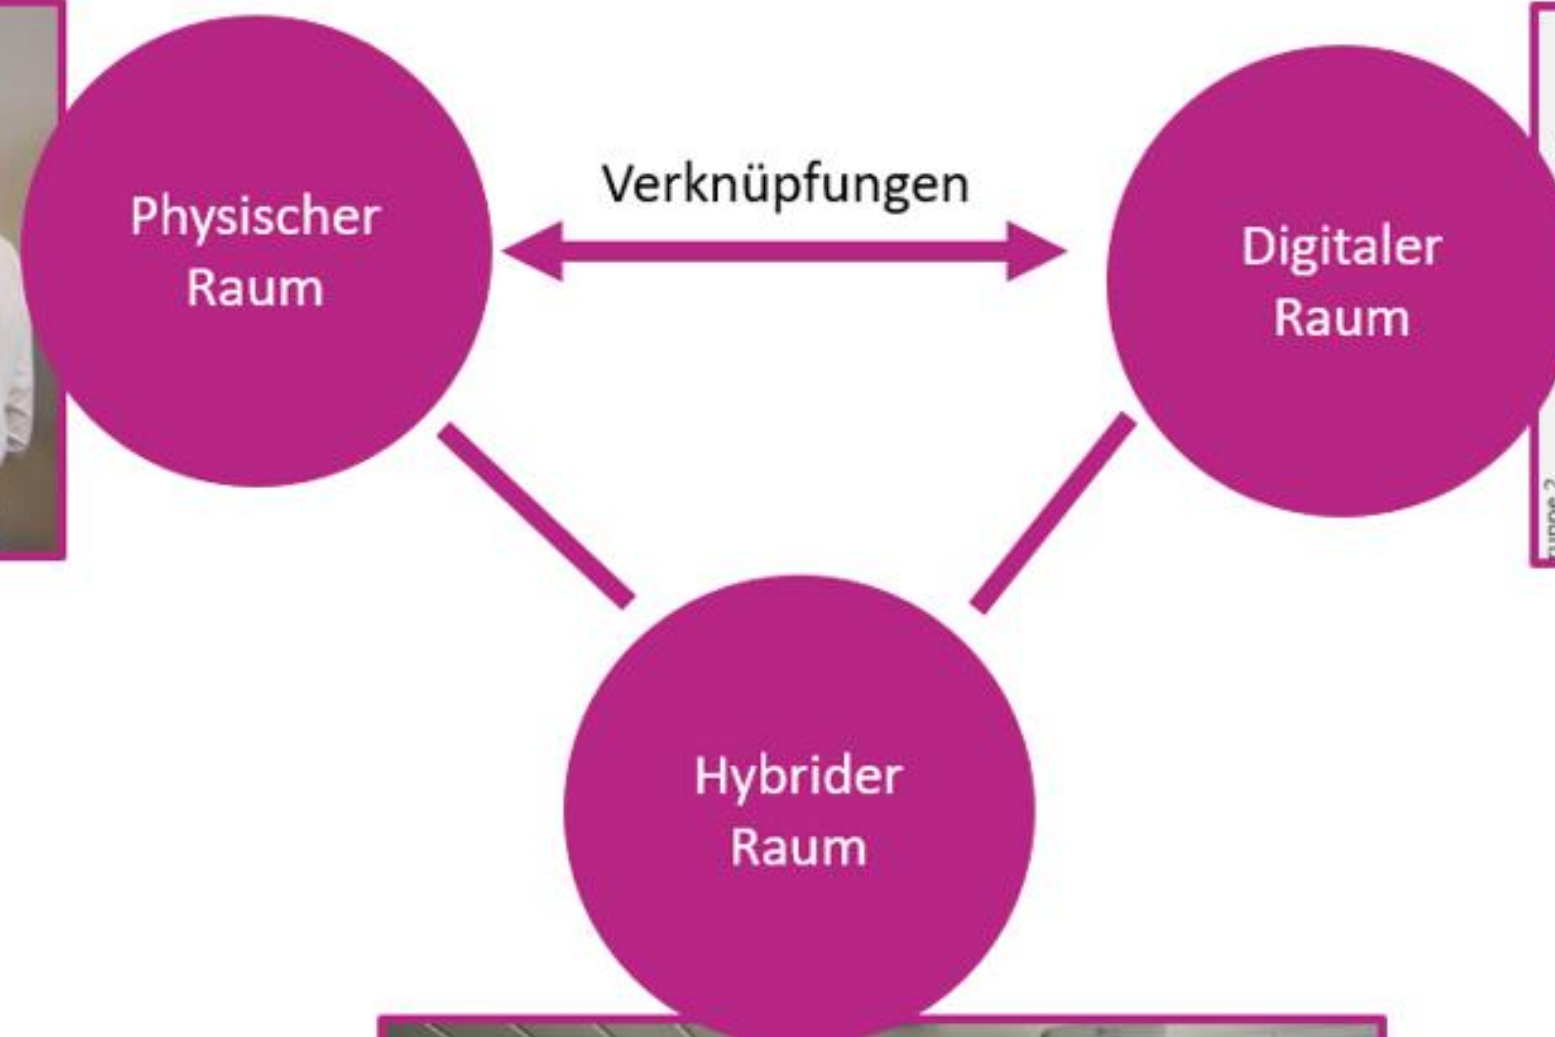 Verknüpfungen
Physischer
Raum
Digitaler
Raum
Hybrider
Raum